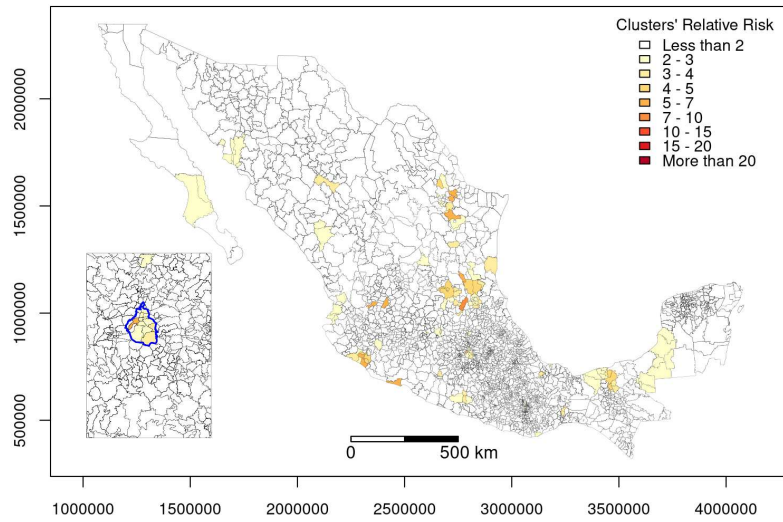 Clusters' Relative Risk
Less than 2
2 - 3
3 - 4
4 - 5
5 - 7
7 - 10
10 - 15
15 - 20
More than 20
2000000
1500000
1000000
500000
0 500 km
1000000 1500000 2000000 2500000 3000000 3500000 4000000